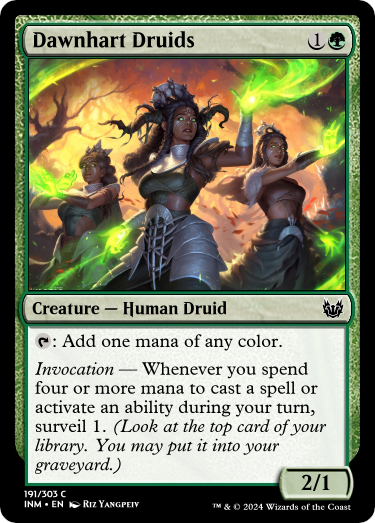 Dawnhart Druids 1
Creature — Human Druid
: Add one mana of any color.
Invocation — Whenever you spend
four or more mana to cast a spell or
activate an ability during your turn,
surveil 1. (Look at the top card of your
library. You may put it into your
graveyard.)
2/1
191/303 C
INM • EN Riz Yangpeiv
™ & © 2024 Wizards of the Coast